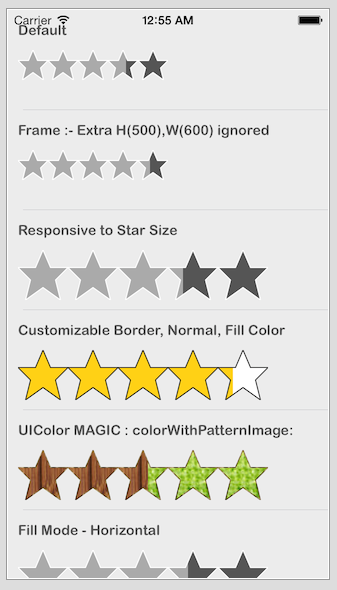 Carrier 12:55 AM
Default
Frame :- Extra H(500),W(600) ignored
Responsive to Star Size
Customizable Border, Normal, Fill Color
UIColor MAGIC : colorWithPatternImage:
Fill Mode - Horizontal